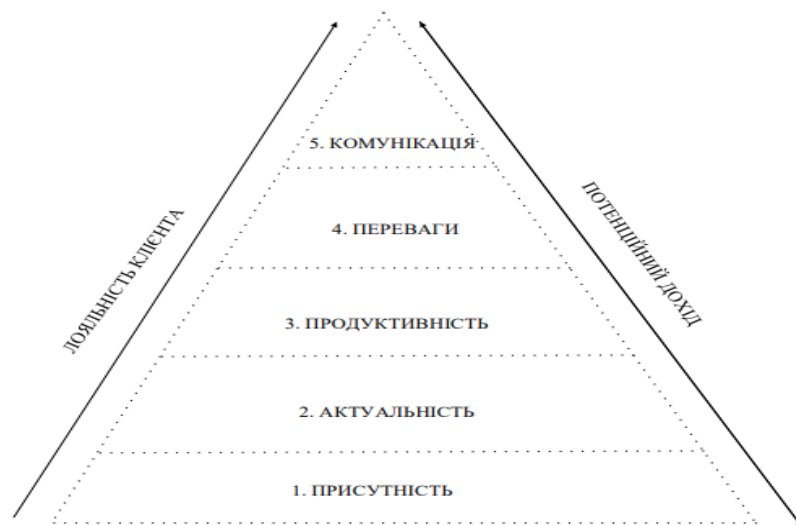 5. КОМУНІКАЦІЯ
4. ПЕРЕВАГИ
3. ПРОДУКТИВНІСТЬ
2. АКТУАЛЬНІСТЬ
1. ПРИСУТНІСТЬ
ЛОЯЛЬНІСТЬ КЛІЄНТА
ПОТЕНЦІЙНИЙ ДОХІД